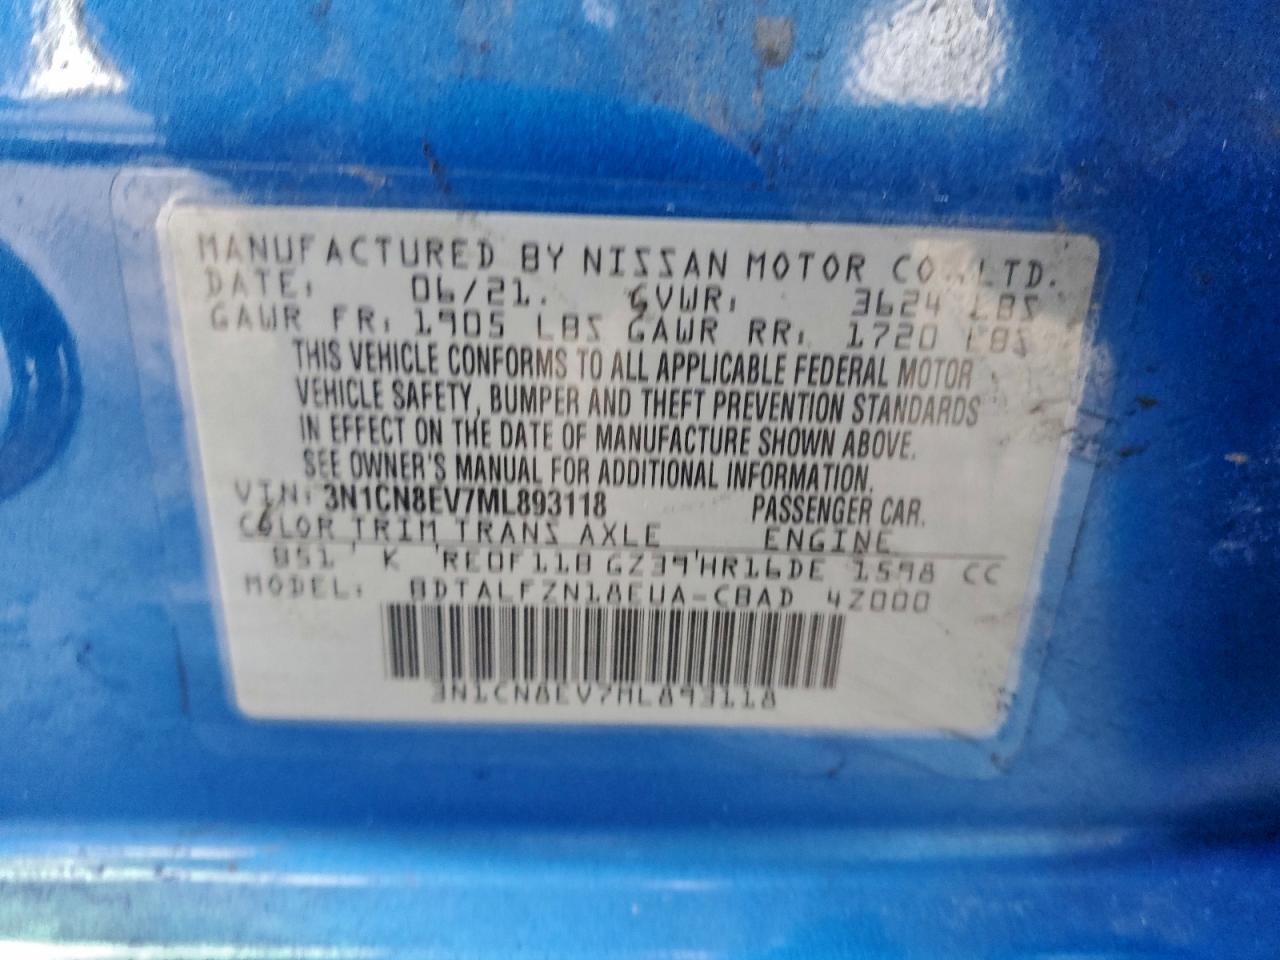 MANUFACTURED BY NISSAN MOTOR CO., LTD.
DATE: 06/21. GVWR: 3624 LBS
GAWR FR: 1905 LBS GAWR RR: 1720 LBS
THIS VEHICLE CONFORMS TO ALL APPLICABLE FEDERAL MOTOR
VEHICLE SAFETY, BUMPER AND THEFT PREVENTION STANDARDS
IN EFFECT ON THE DATE OF MANUFACTURE SHOWN ABOVE.
SEE OWNER'S MANUAL FOR ADDITIONAL INFORMATION.
VIN: 3N1CN8EV7ML893118 PASSENGER CAR.
COLOR TRIM TRANS AXLE ENGINE
B51 K RE0F11B GZ39 HR16DE 1598 CC
MODEL: BDTALFZN18EUA-CBAD 4Z000
3N1CN8EV7ML893118